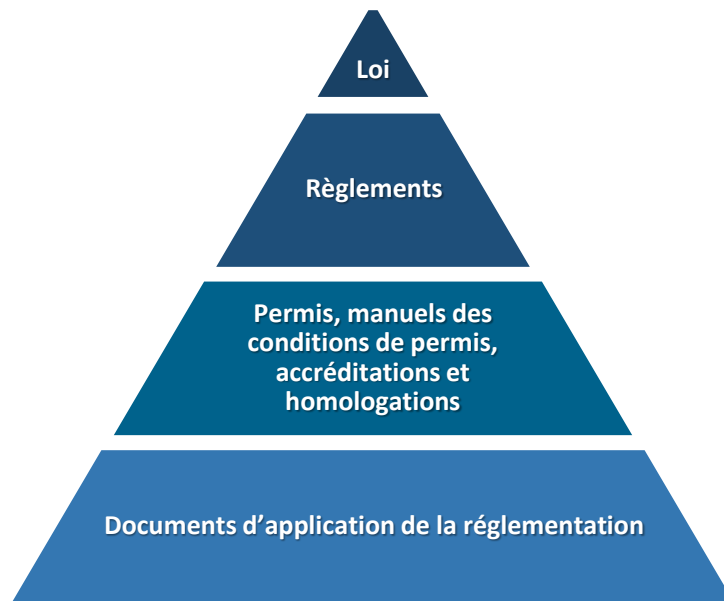 Loi
Règlements
Permis, manuels des
conditions de permis,
accréditations et
homologations
Documents d’application de la réglementation